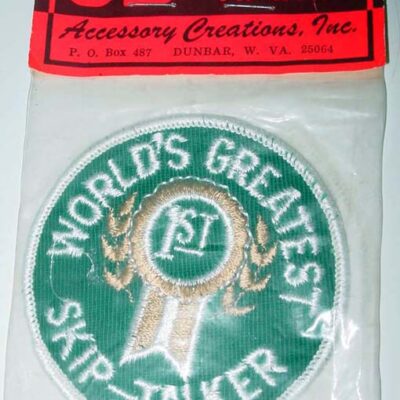 Accessory Creations, Inc.
P. O. Box 487 DUNBAR, W. VA. 25064
WORLD'S GREATEST
1ST
SKIP-TALKER